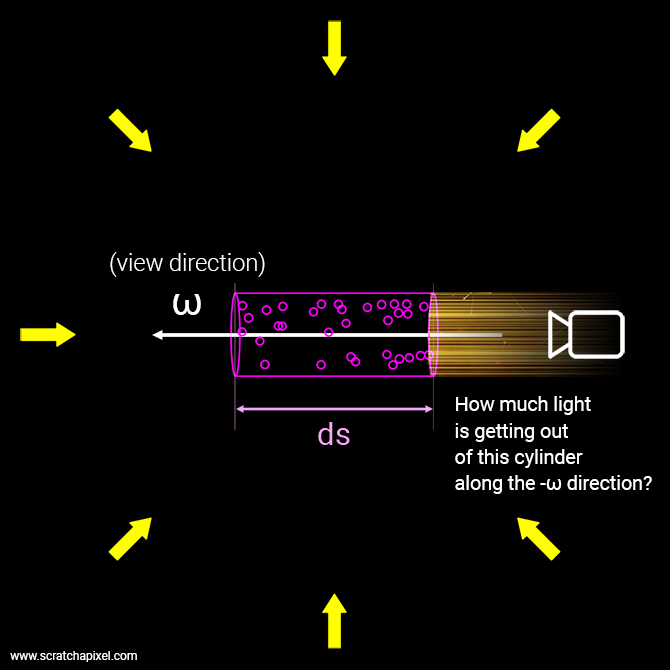 (view direction)
ω
ds
How much light
is getting out
of this cylinder
along the -ω direction?
www.scratchapixel.com